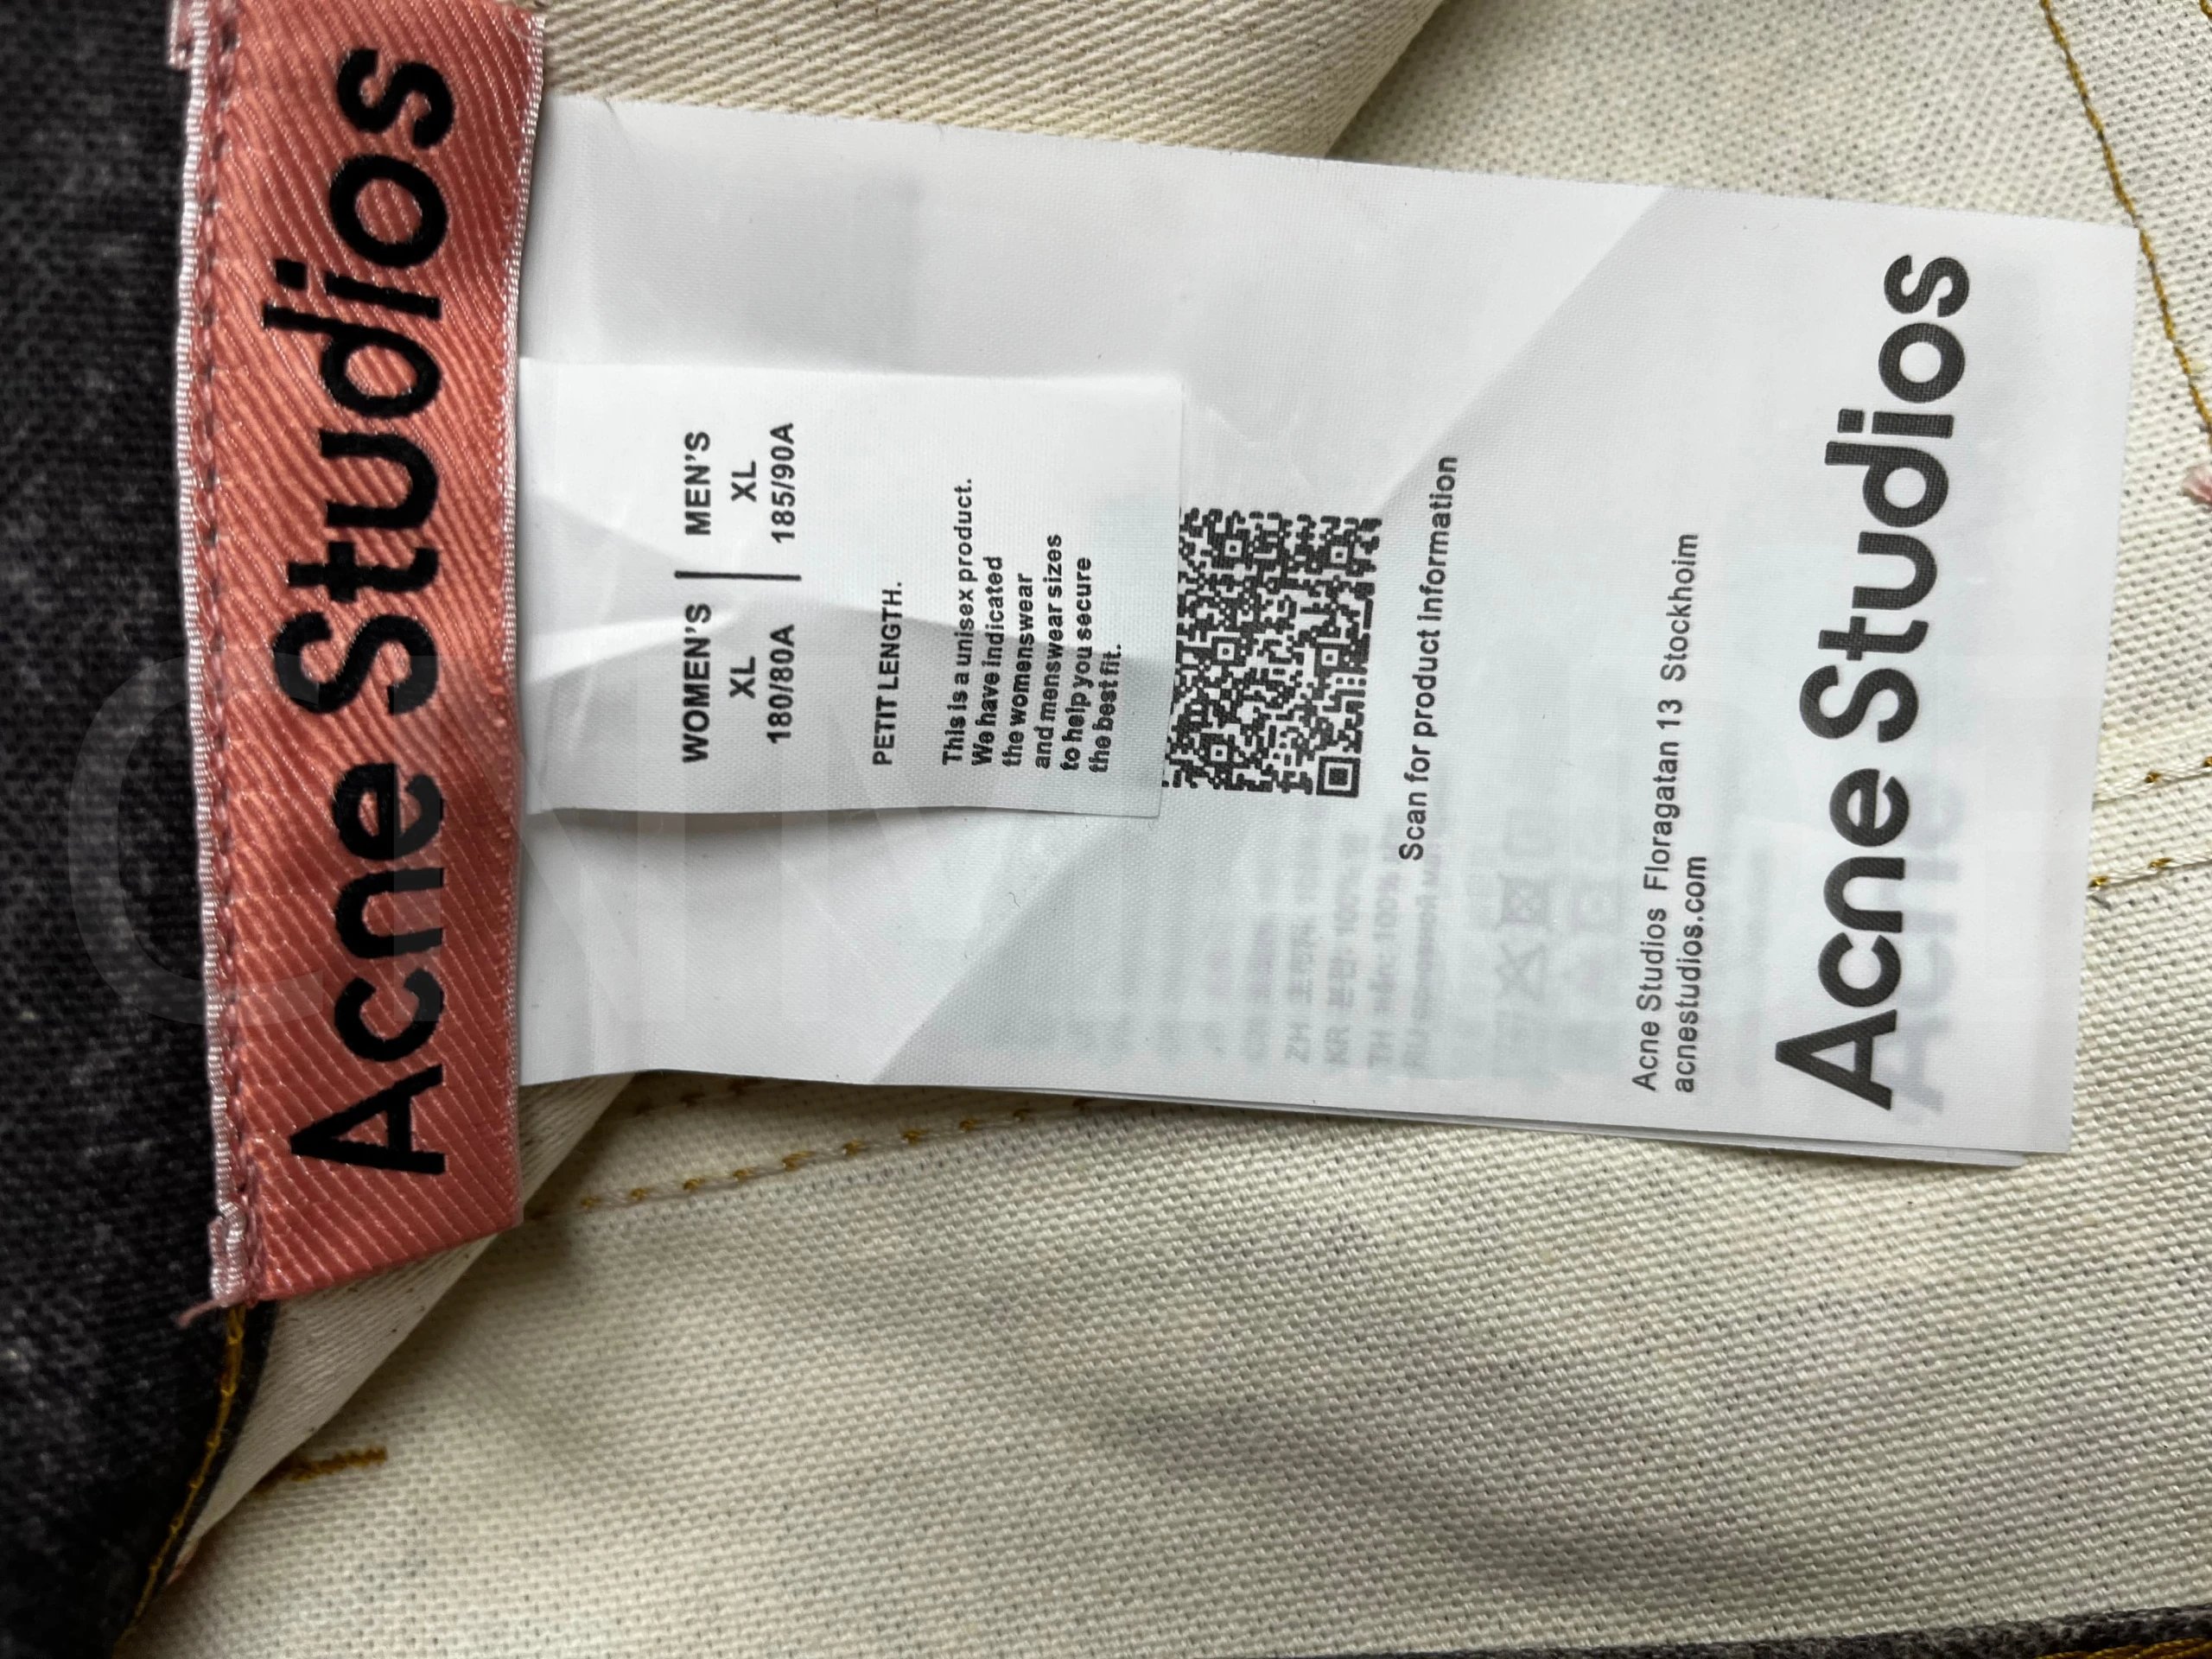 Acne Studios
WOMEN'S | MEN'S
XL XL
180/80A 185/90A
PETIT LENGTH.
This is a unisex product.
We have indicated
the womenswear
and menswear sizes
to help you secure
the best fit.
Scan for product information
Acne Studios Floragatan 13 Stockholm
acnestudios.com
Acne Studios